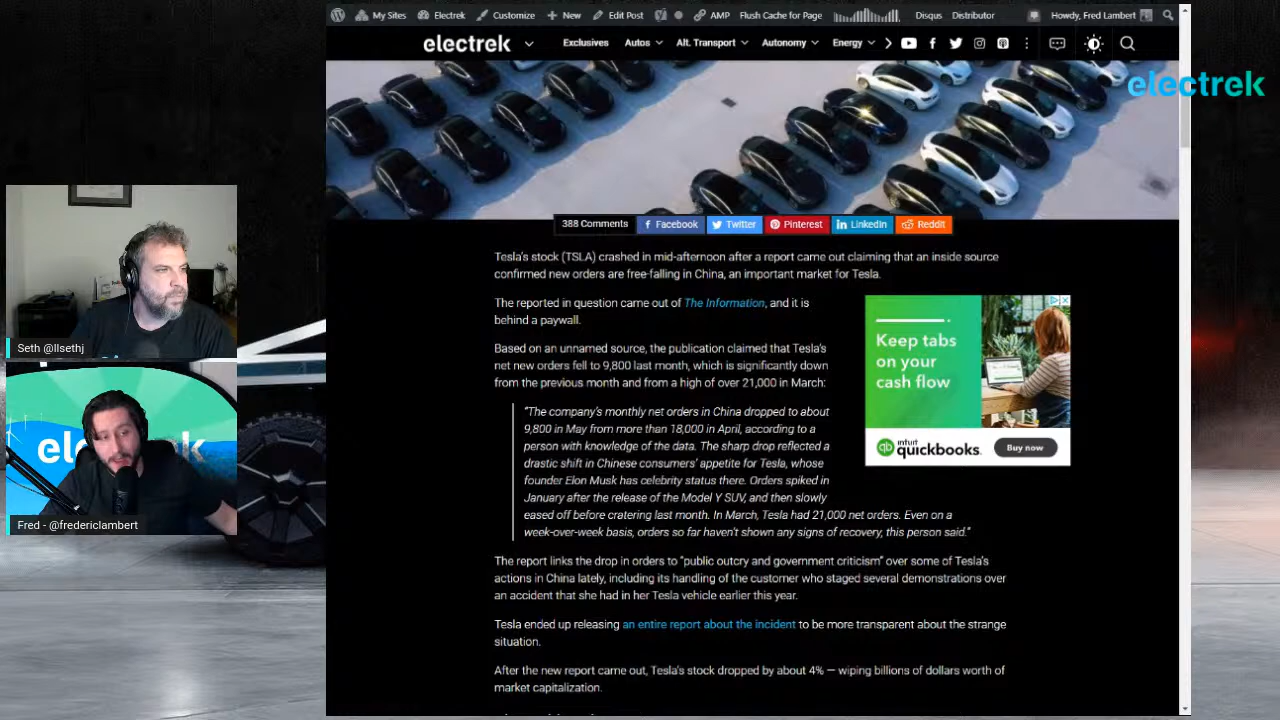 My Sites Electrek Customize New Edit Post AMP Flush Cache for Page Disqus Distributor Howdy, Fred Lambert
electrek Exclusives Autos Alt. Transport Autonomy Energy
electrek
388 Comments Facebook Twitter Pinterest LinkedIn Reddit
Tesla's stock (TSLA) crashed in mid-afternoon after a report came out claiming that an inside source
confirmed new orders are free-falling in China, an important market for Tesla.
The reported in question came out of The Information, and it is
behind a paywall.
Based on an unnamed source, the publication claimed that Tesla's
net new orders fell to 9,800 last month, which is significantly down
from the previous month and from a high of over 21,000 in March:
"The company's monthly net orders in China dropped to about
9,800 in May from more than 18,000 in April, according to a
person with knowledge of the data. The sharp drop reflected a
drastic shift in Chinese consumers' appetite for Tesla, whose
founder Elon Musk has celebrity status there. Orders spiked in
January after the release of the Model Y SUV, and then slowly
eased off before cratering last month. In March, Tesla had 21,000 net orders. Even on a
week-over-week basis, orders so far haven't shown any signs of recovery, this person said."
The report links the drop in orders to "public outcry and government criticism" over some of Tesla's
actions in China lately, including its handling of the customer who staged several demonstrations over
an accident that she had in her Tesla vehicle earlier this year.
Tesla ended up releasing an entire report about the incident to be more transparent about the strange
situation.
After the new report came out, Tesla's stock dropped by about 4% — wiping billions of dollars worth of
market capitalization.
Keep tabs
on your
cash flow
intuit
quickbooks.
Buy now
Seth @llsethj
Fred - @fredericlambert